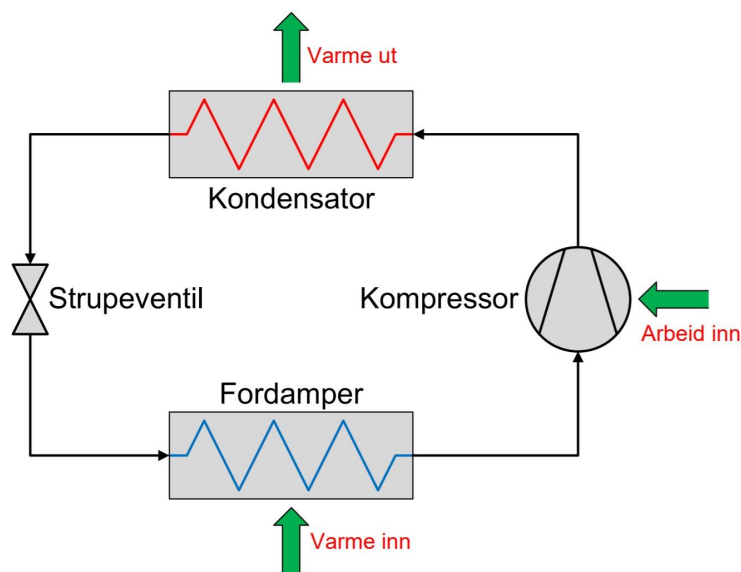 Varme ut
Kondensator
Strupeventil
Kompressor
Arbeid inn
Fordamper
Varme inn